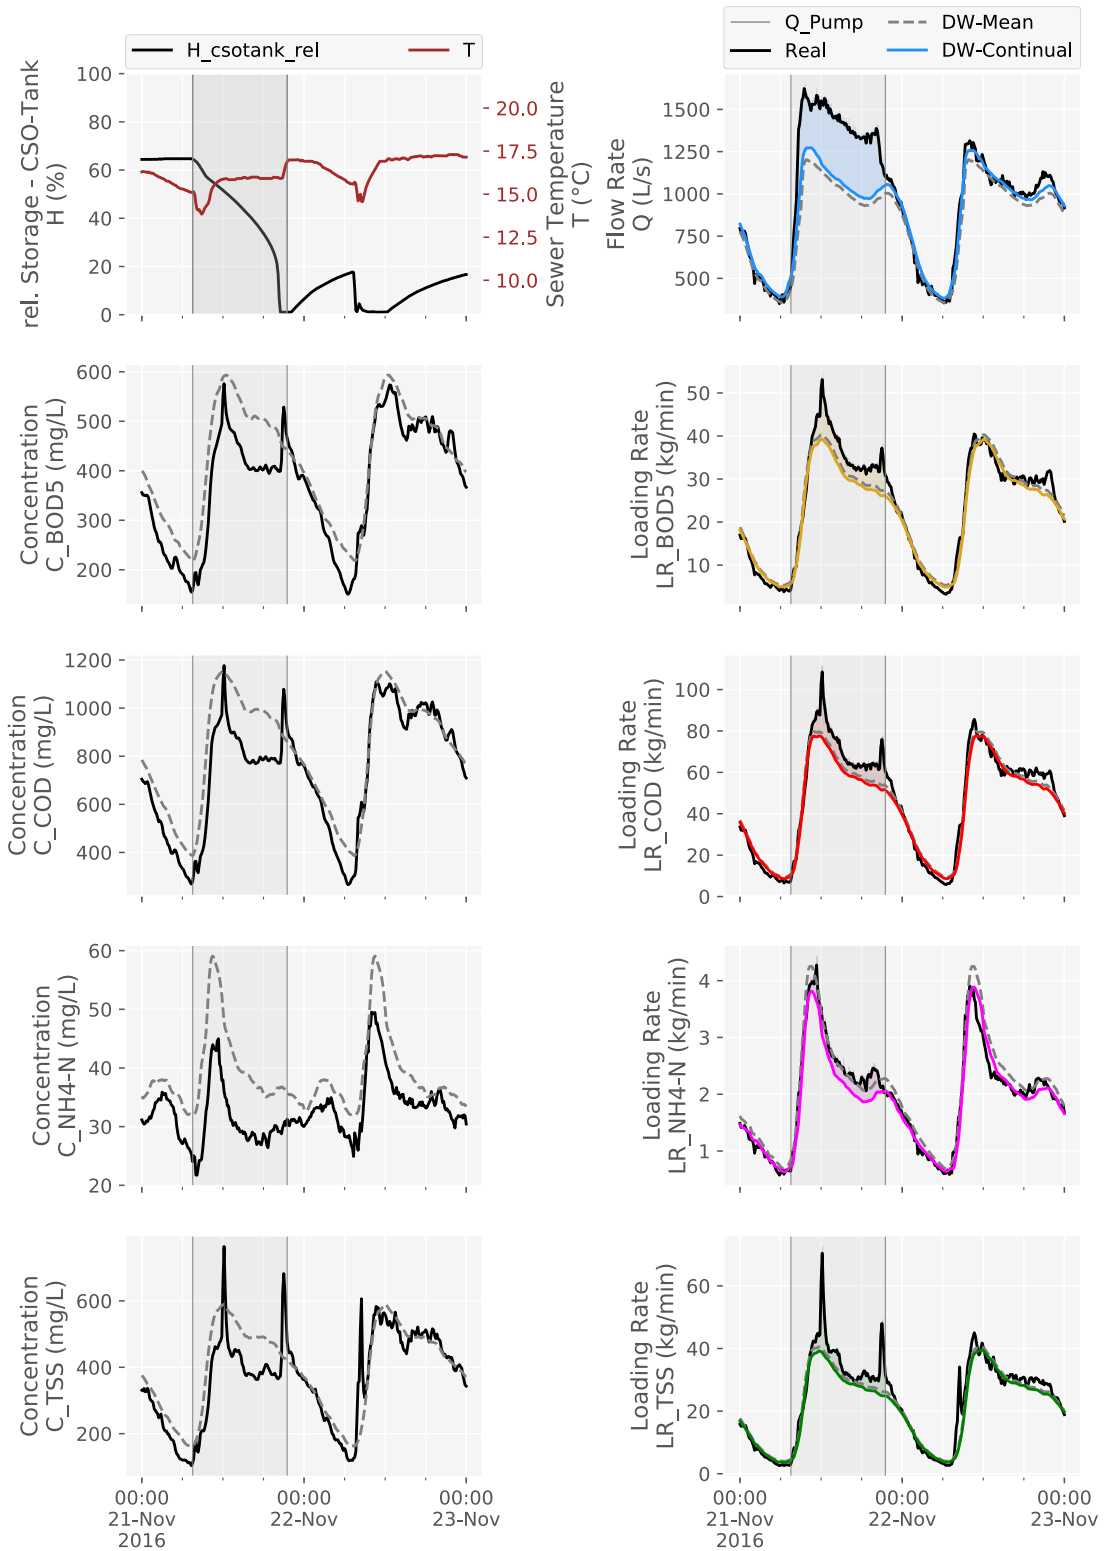 H_csotank_rel
T
Q_Pump
DW-Mean
Real
DW-Continual
rel. Storage - CSO-Tank
H (%)
100
80
60
40
20
0
20.0
17.5
15.0
12.5
10.0
Sewer Temperature
T (°C)
Flow Rate
Q (L/s)
1500
1250
1000
750
500
Concentration
C_BOD5 (mg/L)
600
500
400
300
200
Loading Rate
LR_BOD5 (kg/min)
50
40
30
20
10
Concentration
C_COD (mg/L)
1200
1000
800
600
400
Loading Rate
LR_COD (kg/min)
100
80
60
40
20
0
Concentration
C_NH4-N (mg/L)
60
50
40
30
20
Loading Rate
LR_NH4-N (kg/min)
4
3
2
1
Concentration
C_TSS (mg/L)
600
400
200
Loading Rate
LR_TSS (kg/min)
60
40
20
0
00:00
21-Nov
2016
00:00
22-Nov
00:00
23-Nov
00:00
21-Nov
2016
00:00
22-Nov
00:00
23-Nov